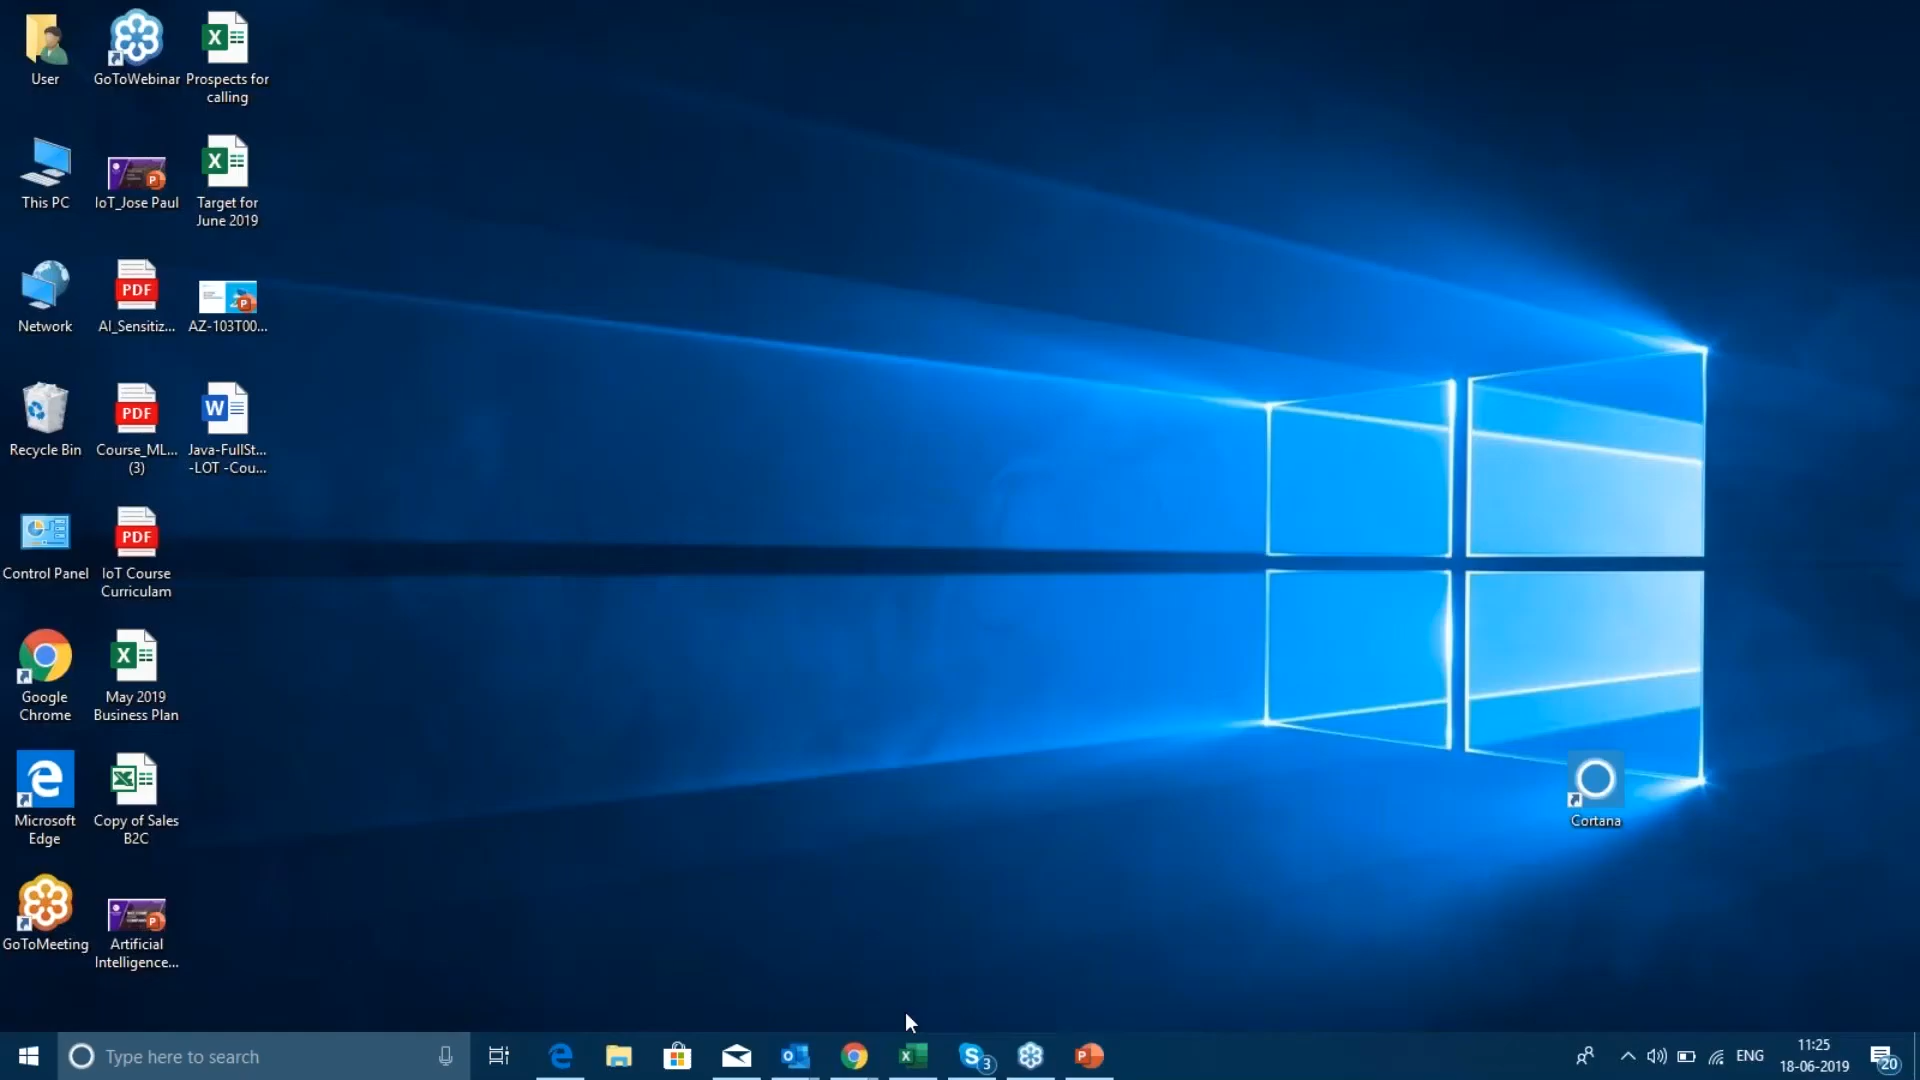 User
GoToWebinar
Prospects for
calling
This PC
IoT_Jose Paul
Target for
June 2019
Network
AI_Sensitiz...
AZ-103T00...
Recycle Bin
Course_ML...
(3)
Java-FullSt...
-LOT -Cou...
Control Panel
IoT Course
Curriculam
Google
Chrome
May 2019
Business Plan
Microsoft
Edge
Copy of Sales
B2C
Cortana
GoToMeeting
Artificial
Intelligence...
Type here to search
3
ENG
11:25
18-06-2019
20